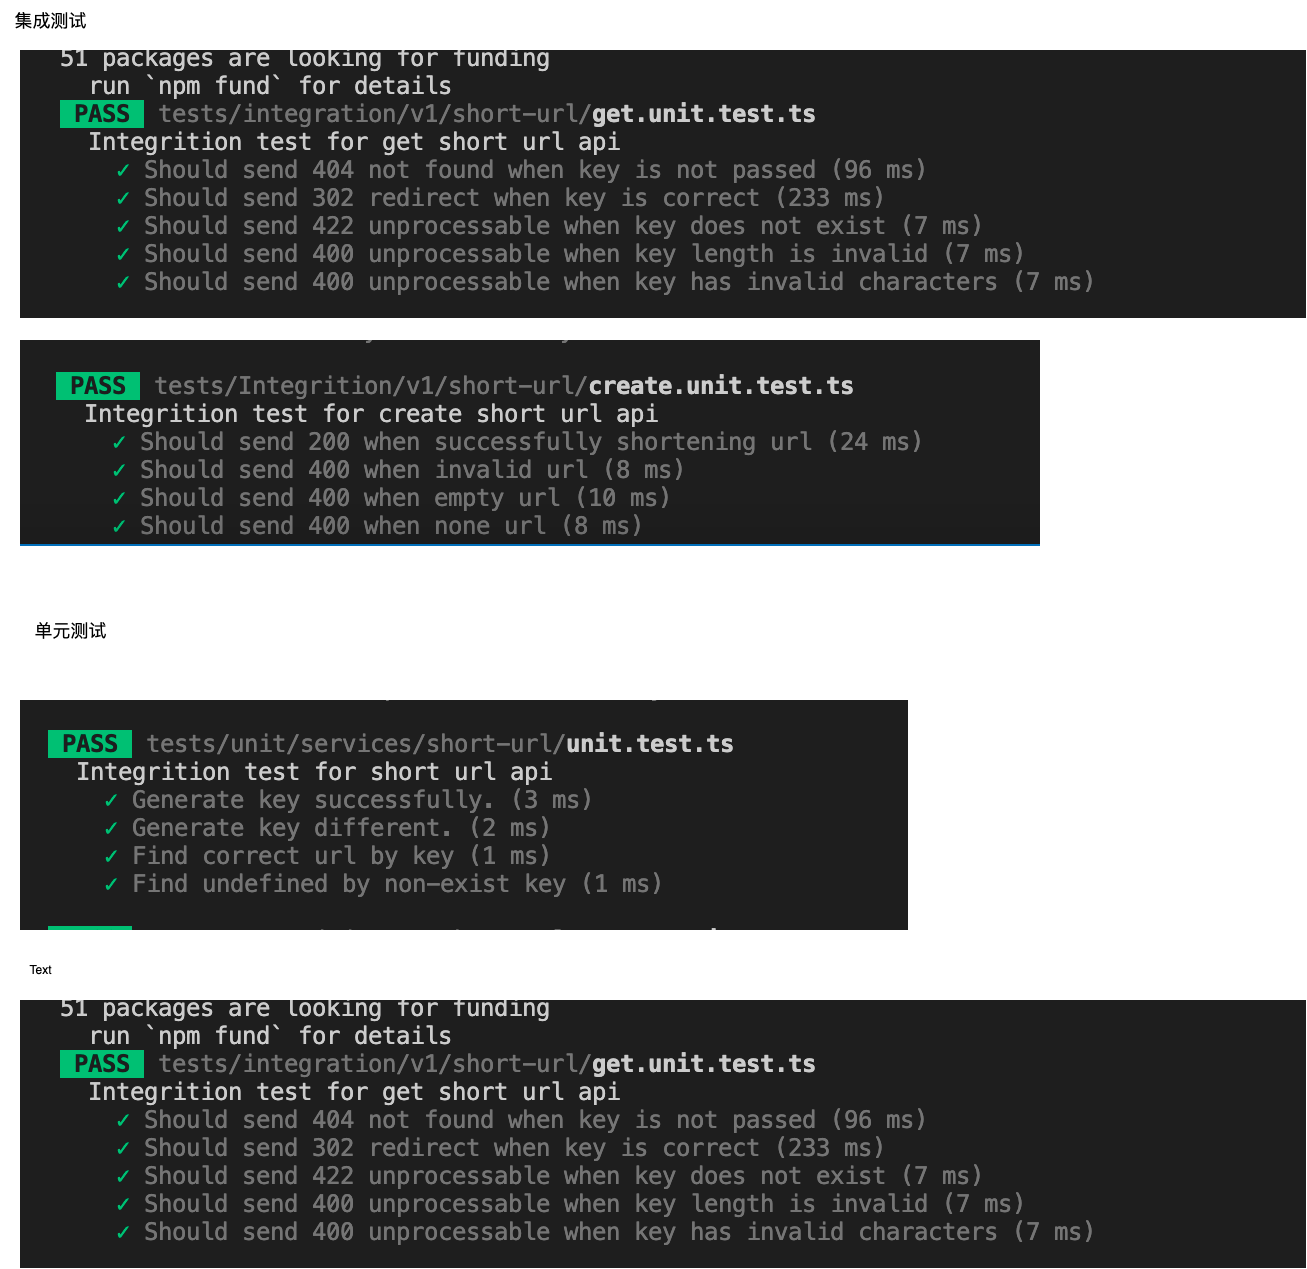 集成测试
51 packages are looking for funding
run `npm fund` for details
PASS tests/integration/v1/short-url/get.unit.test.ts
Integrition test for get short url api
✓ Should send 404 not found when key is not passed (96 ms)
✓ Should send 302 redirect when key is correct (233 ms)
✓ Should send 422 unprocessable when key does not exist (7 ms)
✓ Should send 400 unprocessable when key length is invalid (7 ms)
✓ Should send 400 unprocessable when key has invalid characters (7 ms)
PASS tests/Integrition/v1/short-url/create.unit.test.ts
Integrition test for create short url api
✓ Should send 200 when successfully shortening url (24 ms)
✓ Should send 400 when invalid url (8 ms)
✓ Should send 400 when empty url (10 ms)
✓ Should send 400 when none url (8 ms)
单元测试
PASS tests/unit/services/short-url/unit.test.ts
Integrition test for short url api
✓ Generate key successfully. (3 ms)
✓ Generate key different. (2 ms)
✓ Find correct url by key (1 ms)
✓ Find undefined by non-exist key (1 ms)
Text
51 packages are looking for funding
run `npm fund` for details
PASS tests/integration/v1/short-url/get.unit.test.ts
Integrition test for get short url api
✓ Should send 404 not found when key is not passed (96 ms)
✓ Should send 302 redirect when key is correct (233 ms)
✓ Should send 422 unprocessable when key does not exist (7 ms)
✓ Should send 400 unprocessable when key length is invalid (7 ms)
✓ Should send 400 unprocessable when key has invalid characters (7 ms)